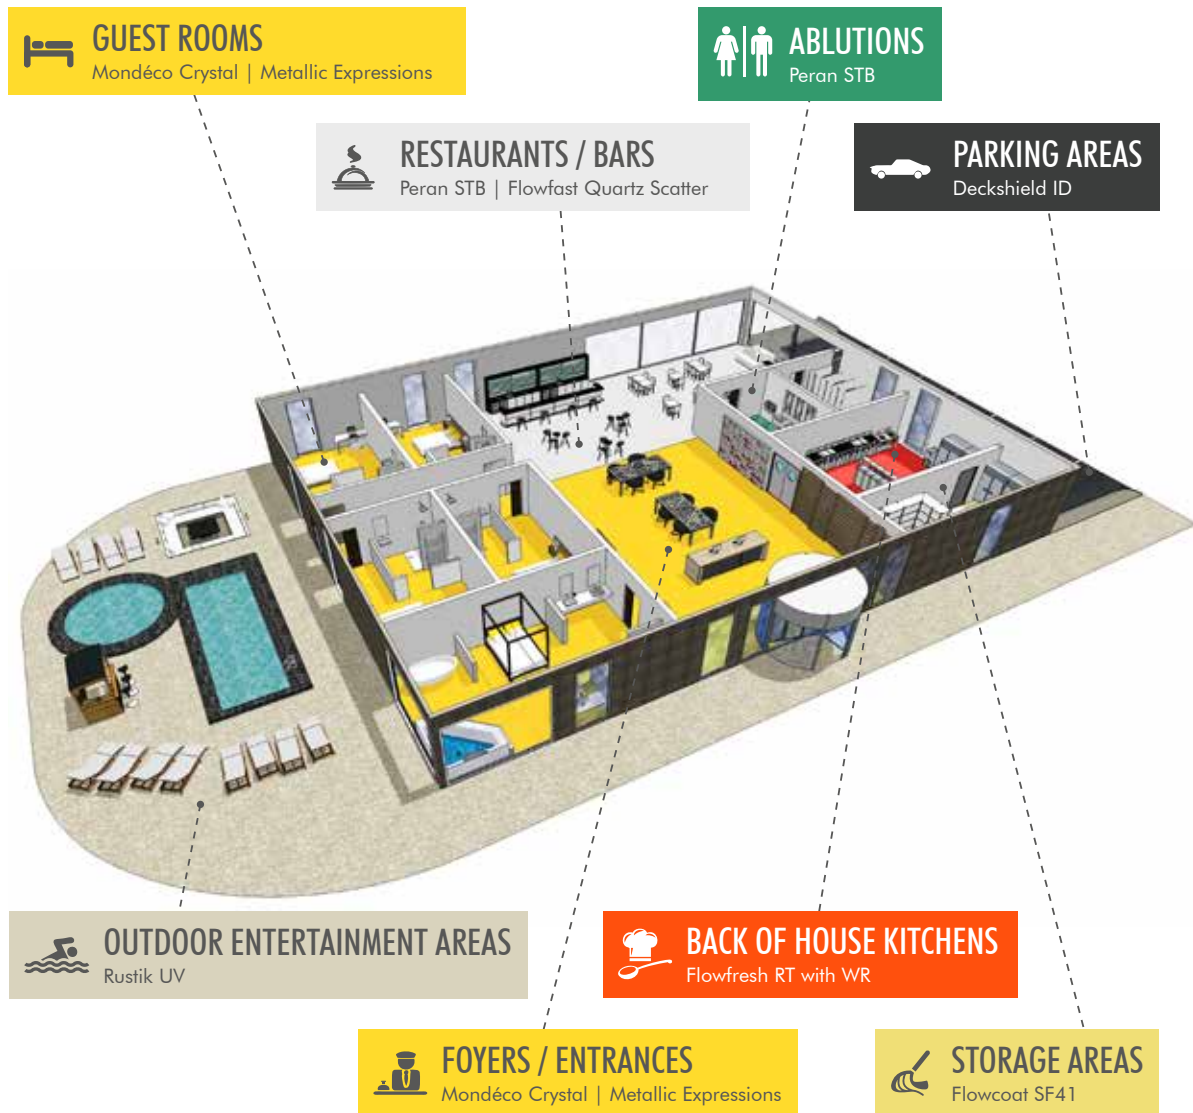 GUEST ROOMS
Mondéco Crystal | Metallic Expressions
ABLUTIONS
Peran STB
RESTAURANTS / BARS
Peran STB | Flowfast Quartz Scatter
PARKING AREAS
Deckshield ID
OUTDOOR ENTERTAINMENT AREAS
Rustik UV
BACK OF HOUSE KITCHENS
Flowfresh RT with WR
FOYERS / ENTRANCES
Mondéco Crystal | Metallic Expressions
STORAGE AREAS
Flowcoat SF41